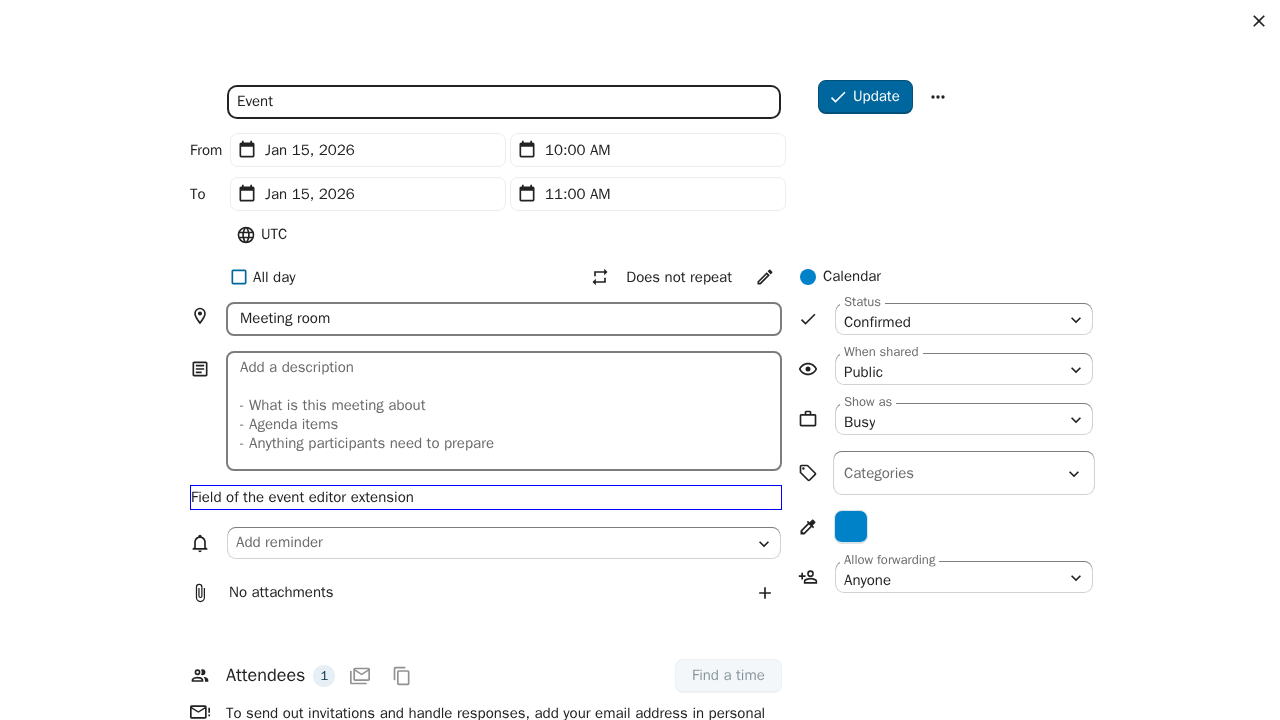 Event
Update
From
Jan 15, 2026
10:00 AM
To
Jan 15, 2026
11:00 AM
UTC
All day
Does not repeat
Calendar
Meeting room
Status
Confirmed
Add a description
- What is this meeting about
- Agenda items
- Anything participants need to prepare
When shared
Public
Show as
Busy
Categories
Field of the event editor extension
Add reminder
Allow forwarding
Anyone
No attachments
Attendees
1
Find a time
To send out invitations and handle responses, add your email address in personal